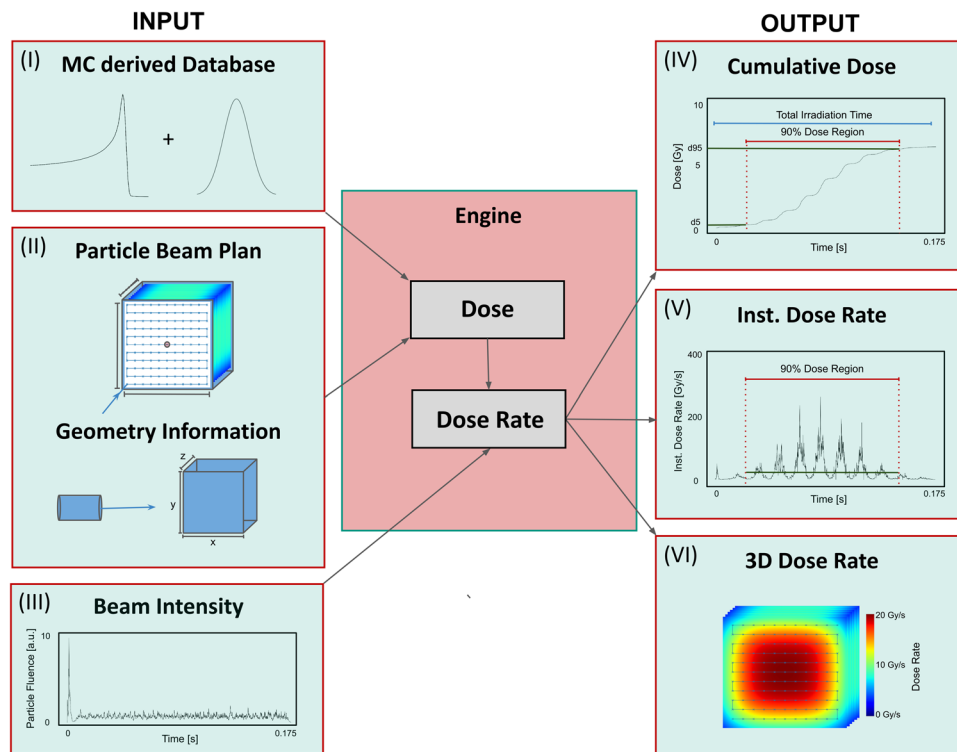 INPUT
(I)
MC derived Database
+
(II)
Particle Beam Plan
Geometry Information
z
y
x
(III)
Beam Intensity
Particle Fluence [a.u.]
10
0
0
0.175
Time [s]
Engine
Dose
Dose Rate
OUTPUT
(IV)
Cumulative Dose
Dose [Gy]
10
d95
5
d5
0
Total Irradiation Time
90% Dose Region
0
0.175
Time [s]
(V)
Inst. Dose Rate
Inst. Dose Rate [Gy/s]
400
200
0
90% Dose Region
0
0.175
Time [s]
(VI)
3D Dose Rate
20 Gy/s
10 Gy/s
0 Gy/s
Dose Rate